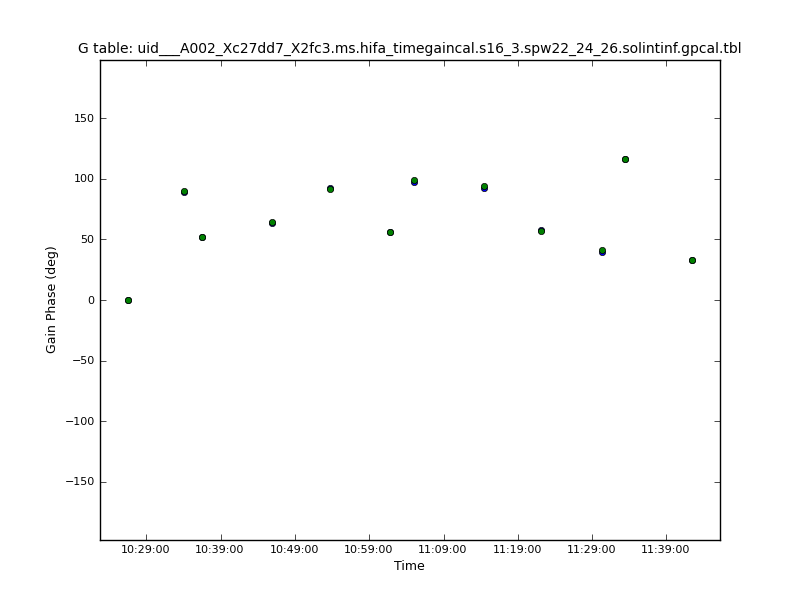 G table: uid___A002_Xc27dd7_X2fc3.ms.hifa_timegaincal.s16_3.spw22_24_26.solintinf.gpcal.tbl
150
100
50
0
−50
−100
−150
Gain Phase (deg)
10:29:00 10:39:00 10:49:00 10:59:00 11:09:00 11:19:00 11:29:00 11:39:00
Time